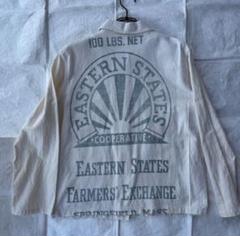 100 LBS. NET
EASTERN STATES
COOPERATIVE
EASTERN STATES
FARMERS' EXCHANGE
SPRINGFIELD, MASS.